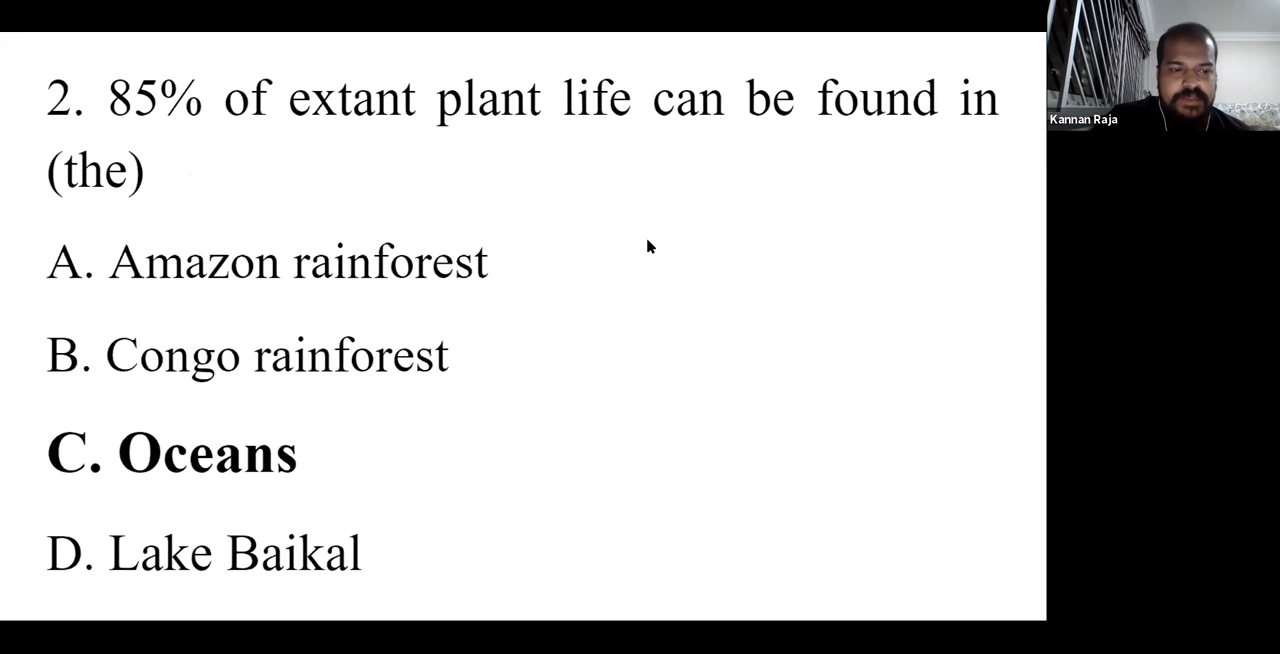 2. 85% of extant plant life can be found in
(the)
A. Amazon rainforest
B. Congo rainforest
C. Oceans
D. Lake Baikal
Kannan Raja